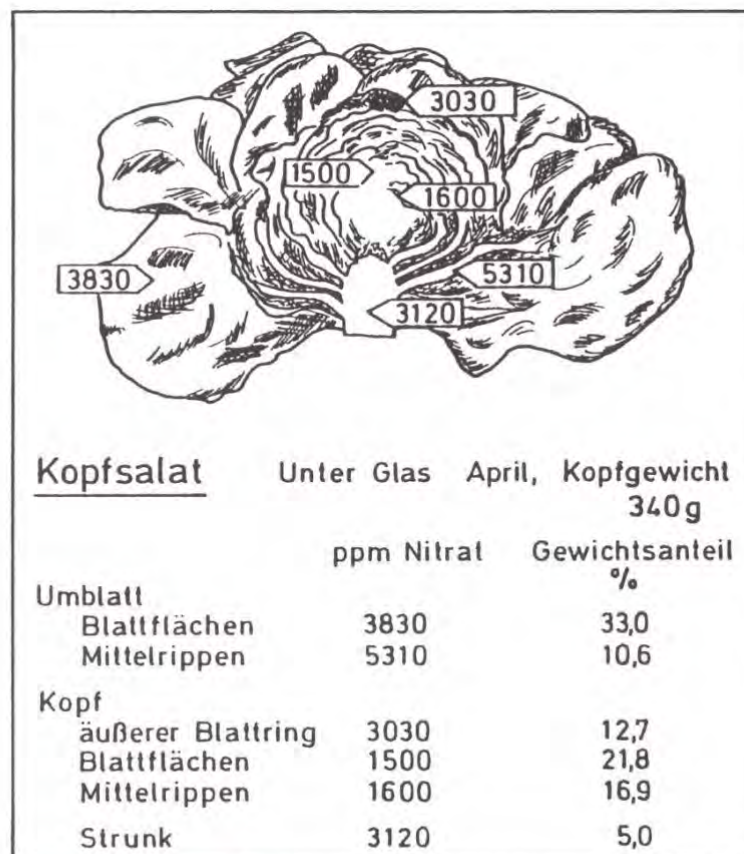 3030
1500
1600
3830
5310
3120
Kopfsalat Unter Glas April, Kopfgewicht
340g
ppm Nitrat Gewichtsanteil
%
Umblatt
Blattflächen 3830 33,0
Mittelrippen 5310 10,6
Kopf
äußerer Blattring 3030 12,7
Blattflächen 1500 21,8
Mittelrippen 1600 16,9
Strunk 3120 5,0